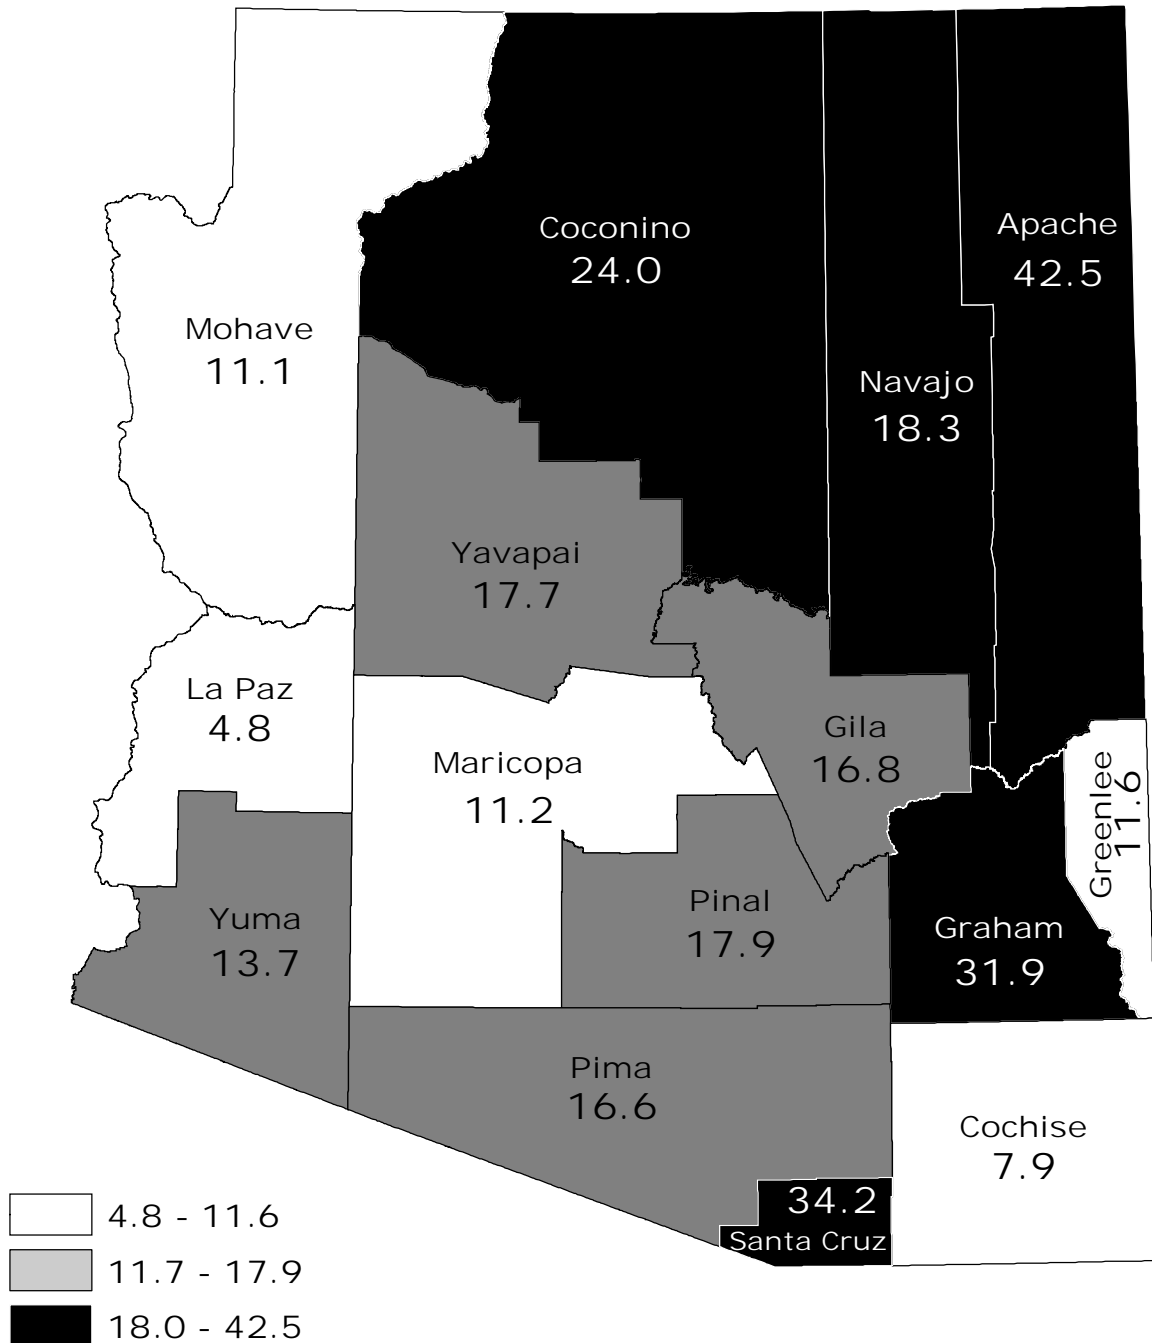 Coconino
24.0
Apache
42.5
Mohave
11.1
Navajo
18.3
Yavapai
17.7
La Paz
4.8
Maricopa
11.2
Gila
16.8
Greenlee
11.6
Yuma
13.7
Pinal
17.9
Graham
31.9
Pima
16.6
Cochise
7.9
34.2
Santa Cruz
4.8 - 11.6
11.7 - 17.9
18.0 - 42.5